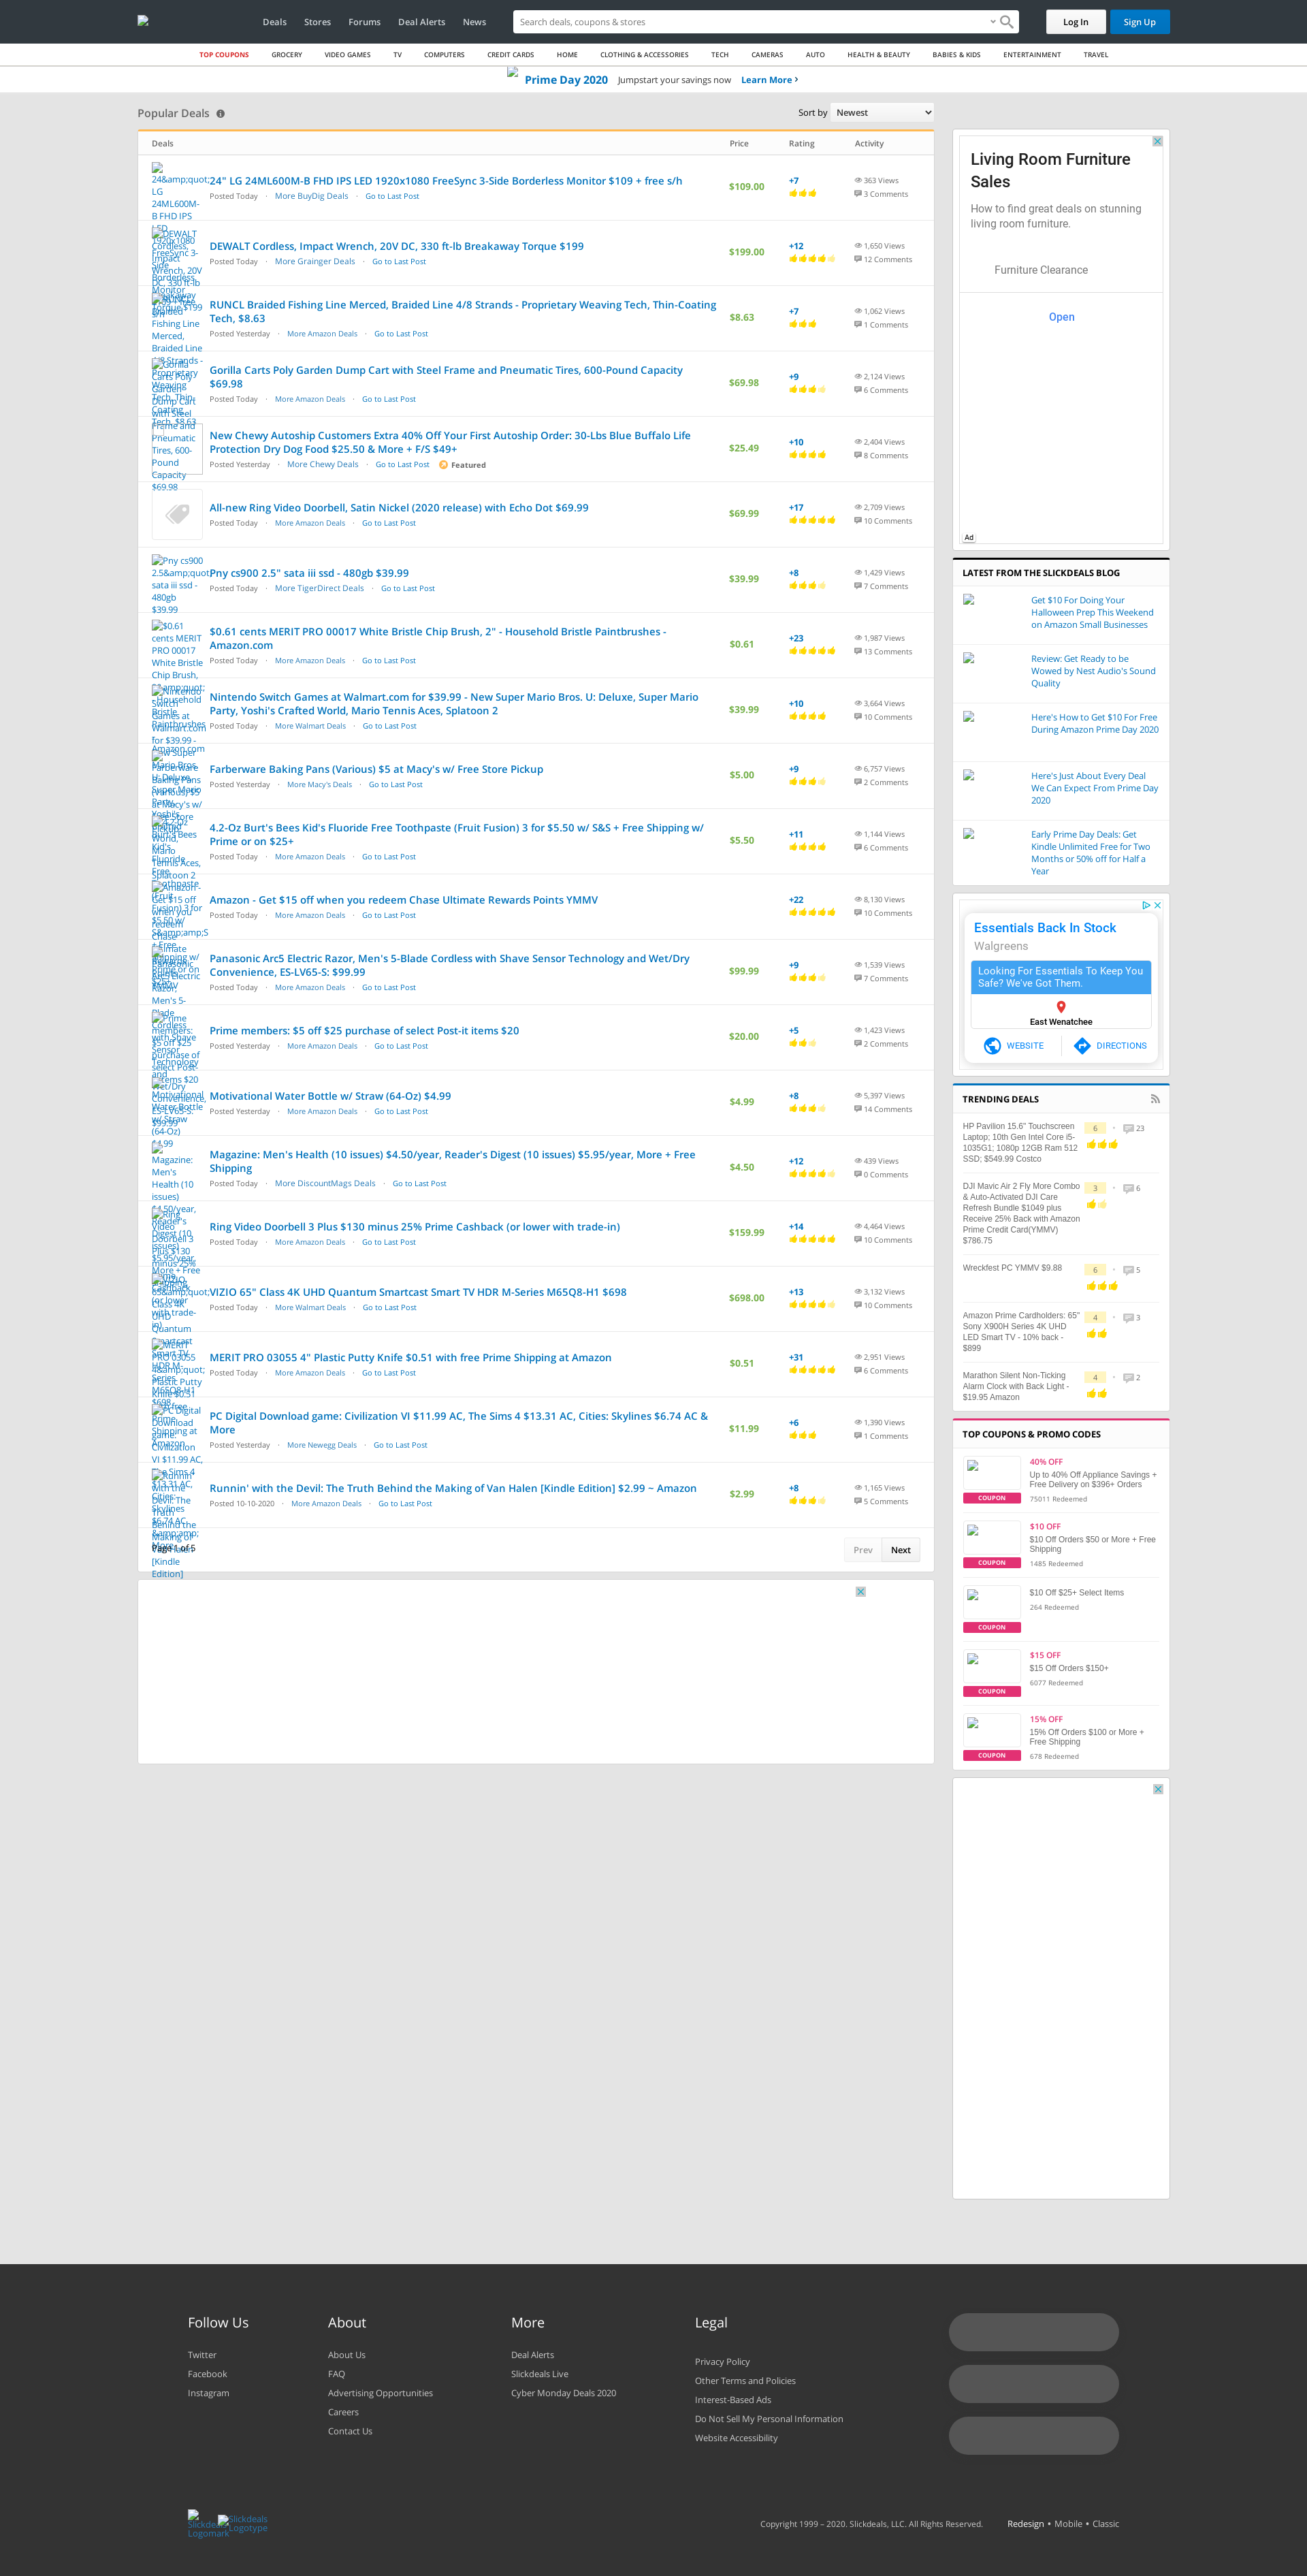 Deals Stores Forums Deal Alerts News Search deals, coupons & stores Log In Sign Up
TOP COUPONS GROCERY VIDEO GAMES TV COMPUTERS CREDIT CARDS HOME CLOTHING & ACCESSORIES TECH CAMERAS AUTO HEALTH & BEAUTY BABIES & KIDS ENTERTAINMENT TRAVEL
Prime Day 2020 Jumpstart your savings now Learn More ›
Popular Deals Sort by Newest
Deals Price Rating Activity
24" LG 24ML600M-B FHD IPS LED 1920x1080 FreeSync 3-Side Borderless Monitor $109 + free s/h
Posted Today · More BuyDig Deals · Go to Last Post
$109.00 +7 363 Views
3 Comments
DEWALT Cordless, Impact Wrench, 20V DC, 330 ft-lb Breakaway Torque $199
Posted Today · More Grainger Deals · Go to Last Post
$199.00 +12 1,650 Views
12 Comments
RUNCL Braided Fishing Line Merced, Braided Line 4/8 Strands - Proprietary Weaving Tech, Thin-Coating
Tech, $8.63
Posted Yesterday · More Amazon Deals · Go to Last Post
$8.63 +7 1,062 Views
1 Comments
Gorilla Carts Poly Garden Dump Cart with Steel Frame and Pneumatic Tires, 600-Pound Capacity
$69.98
Posted Today · More Amazon Deals · Go to Last Post
$69.98 +9 2,124 Views
6 Comments
New Chewy Autoship Customers Extra 40% Off Your First Autoship Order: 30-Lbs Blue Buffalo Life
Protection Dry Dog Food $25.50 & More + F/S $49+
Posted Yesterday · More Chewy Deals · Go to Last Post Featured
$25.49 +10 2,404 Views
8 Comments
All-new Ring Video Doorbell, Satin Nickel (2020 release) with Echo Dot $69.99
Posted Today · More Amazon Deals · Go to Last Post
$69.99 +17 2,709 Views
10 Comments
Pny cs900 2.5" sata iii ssd - 480gb $39.99
Posted Today · More TigerDirect Deals · Go to Last Post
$39.99 +8 1,429 Views
7 Comments
$0.61 cents MERIT PRO 00017 White Bristle Chip Brush, 2" - Household Bristle Paintbrushes -
Amazon.com
Posted Today · More Amazon Deals · Go to Last Post
$0.61 +23 1,987 Views
13 Comments
Nintendo Switch Games at Walmart.com for $39.99 - New Super Mario Bros. U: Deluxe, Super Mario
Party, Yoshi's Crafted World, Mario Tennis Aces, Splatoon 2
Posted Today · More Walmart Deals · Go to Last Post
$39.99 +10 3,664 Views
10 Comments
Farberware Baking Pans (Various) $5 at Macy's w/ Free Store Pickup
Posted Yesterday · More Macy's Deals · Go to Last Post
$5.00 +9 6,757 Views
2 Comments
4.2-Oz Burt's Bees Kid's Fluoride Free Toothpaste (Fruit Fusion) 3 for $5.50 w/ S&S + Free Shipping w/
Prime or on $25+
Posted Today · More Amazon Deals · Go to Last Post
$5.50 +11 1,144 Views
6 Comments
Amazon - Get $15 off when you redeem Chase Ultimate Rewards Points YMMV
Posted Today · More Amazon Deals · Go to Last Post
+22 8,130 Views
10 Comments
Panasonic Arc5 Electric Razor, Men's 5-Blade Cordless with Shave Sensor Technology and Wet/Dry
Convenience, ES-LV65-S: $99.99
Posted Today · More Amazon Deals · Go to Last Post
$99.99 +9 1,539 Views
7 Comments
Prime members: $5 off $25 purchase of select Post-it items $20
Posted Yesterday · More Amazon Deals · Go to Last Post
$20.00 +5 1,423 Views
2 Comments
Motivational Water Bottle w/ Straw (64-Oz) $4.99
Posted Yesterday · More Amazon Deals · Go to Last Post
$4.99 +8 5,397 Views
14 Comments
Magazine: Men's Health (10 issues) $4.50/year, Reader's Digest (10 issues) $5.95/year, More + Free
Shipping
Posted Today · More DiscountMags Deals · Go to Last Post
$4.50 +12 439 Views
0 Comments
Ring Video Doorbell 3 Plus $130 minus 25% Prime Cashback (or lower with trade-in)
Posted Today · More Amazon Deals · Go to Last Post
$159.99 +14 4,464 Views
10 Comments
VIZIO 65" Class 4K UHD Quantum Smartcast Smart TV HDR M-Series M65Q8-H1 $698
Posted Today · More Walmart Deals · Go to Last Post
$698.00 +13 3,132 Views
10 Comments
MERIT PRO 03055 4" Plastic Putty Knife $0.51 with free Prime Shipping at Amazon
Posted Today · More Amazon Deals · Go to Last Post
$0.51 +31 2,951 Views
6 Comments
PC Digital Download game: Civilization VI $11.99 AC, The Sims 4 $13.31 AC, Cities: Skylines $6.74 AC &
More
Posted Yesterday · More Newegg Deals · Go to Last Post
$11.99 +6 1,390 Views
1 Comments
Runnin' with the Devil: The Truth Behind the Making of Van Halen [Kindle Edition] $2.99 ~ Amazon
Posted 10-10-2020 · More Amazon Deals · Go to Last Post
$2.99 +8 1,165 Views
5 Comments
Page 1 of 5 Prev Next
Living Room Furniture
Sales
How to find great deals on stunning
living room furniture.
Furniture Clearance
Open
Ad
LATEST FROM THE SLICKDEALS BLOG
Get $10 For Doing Your
Halloween Prep This Weekend
on Amazon Small Businesses
Review: Get Ready to be
Wowed by Nest Audio's Sound
Quality
Here's How to Get $10 For Free
During Amazon Prime Day 2020
Here's Just About Every Deal
We Can Expect From Prime Day
2020
Early Prime Day Deals: Get
Kindle Unlimited Free for Two
Months or 50% off for Half a
Year
Essentials Back In Stock
Walgreens
Looking For Essentials To Keep You
Safe? We've Got Them.
East Wenatchee
WEBSITE DIRECTIONS
TRENDING DEALS
HP Pavilion 15.6" Touchscreen
Laptop; 10th Gen Intel Core i5-
1035G1; 1080p 12GB Ram 512
SSD; $549.99 Costco
6 · 23
DJI Mavic Air 2 Fly More Combo
& Auto-Activated DJI Care
Refresh Bundle $1049 plus
Receive 25% Back with Amazon
Prime Credit Card(YMMV)
$786.75
3 · 6
Wreckfest PC YMMV $9.88
6 · 5
Amazon Prime Cardholders: 65"
Sony X900H Series 4K UHD
LED Smart TV - 10% back -
$899
4 · 3
Marathon Silent Non-Ticking
Alarm Clock with Back Light -
$19.95 Amazon
4 · 2
TOP COUPONS & PROMO CODES
40% OFF
Up to 40% Off Appliance Savings +
Free Delivery on $396+ Orders
COUPON 75011 Redeemed
$10 OFF
$10 Off Orders $50 or More + Free
Shipping
COUPON 1485 Redeemed
$10 Off $25+ Select Items
264 Redeemed
COUPON
$15 OFF
$15 Off Orders $150+
6077 Redeemed
COUPON
15% OFF
15% Off Orders $100 or More +
Free Shipping
COUPON 678 Redeemed
Follow Us
Twitter
Facebook
Instagram
About
About Us
FAQ
Advertising Opportunities
Careers
Contact Us
More
Deal Alerts
Slickdeals Live
Cyber Monday Deals 2020
Legal
Privacy Policy
Other Terms and Policies
Interest-Based Ads
Do Not Sell My Personal Information
Website Accessibility
Slickdeals
Logotype
Copyright 1999 – 2020. Slickdeals, LLC. All Rights Reserved. Redesign • Mobile • Classic